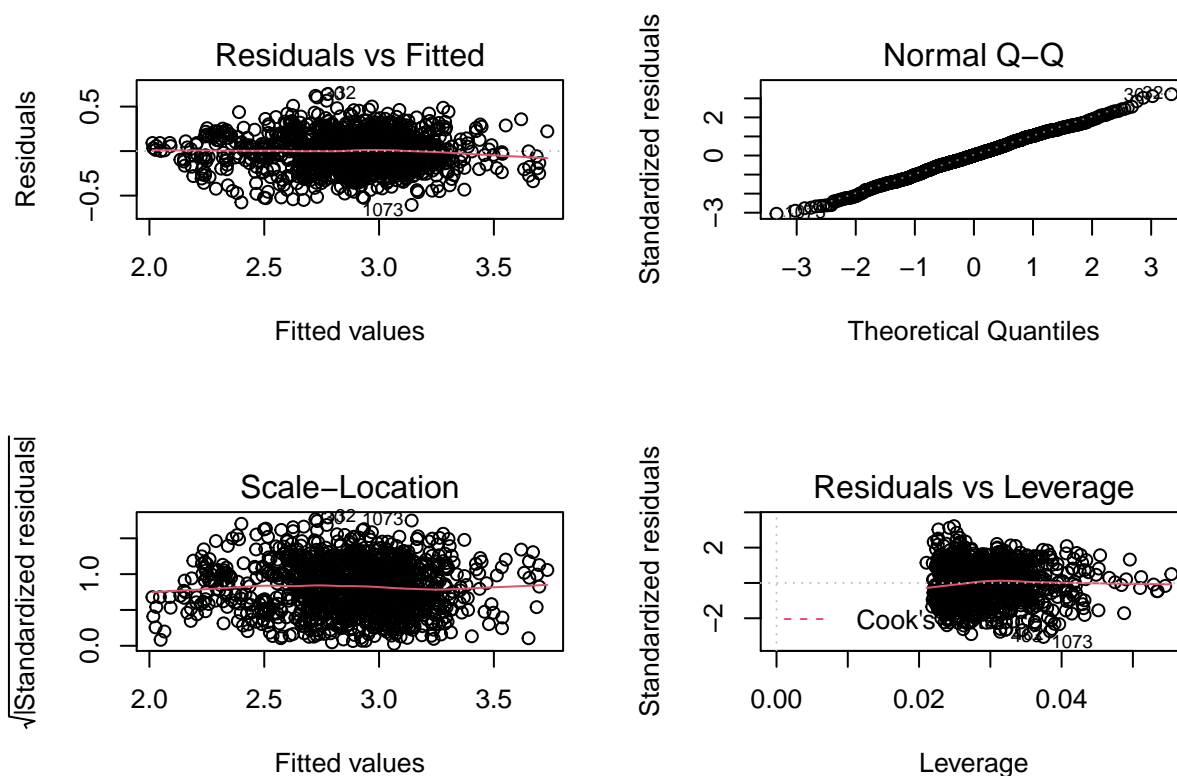 Residuals vs Fitted
Residuals
0.5
−0.5
332
1073
2.0 2.5 3.0 3.5
Fitted values
Normal Q−Q
Standardized residuals
2
0
−3
−3 −2 −1 0 1 2 3
Theoretical Quantiles
Scale−Location
√|Standardized residuals|
1.0
0.0
1073
2.0 2.5 3.0 3.5
Fitted values
Residuals vs Leverage
Standardized residuals
2
−2
Cook's
1073
0.00 0.02 0.04
Leverage